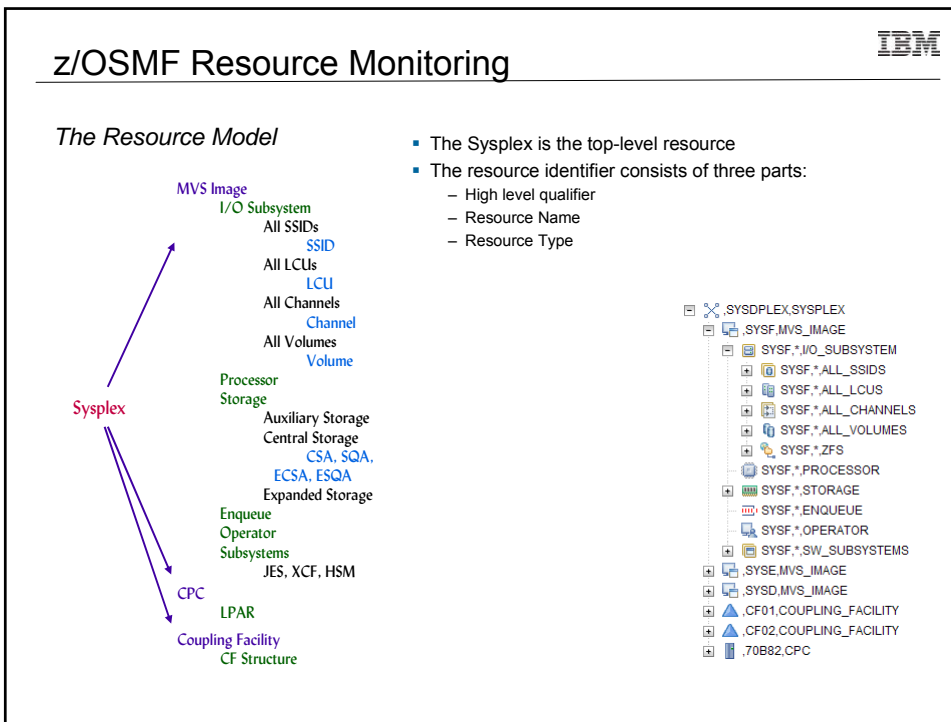 z/OSMF Resource Monitoring
IBM
The Resource Model
MVS Image
I/O Subsystem
All SSIDs
SSID
All LCUs
LCU
All Channels
Channel
All Volumes
Volume
Processor
Storage
Auxiliary Storage
Central Storage
CSA, SQA,
ECSA, ESQA
Expanded Storage
Enqueue
Operator
Subsystems
JES, XCF, HSM
Sysplex
CPC
LPAR
Coupling Facility
CF Structure
▪ The Sysplex is the top-level resource
▪ The resource identifier consists of three parts:
– High level qualifier
– Resource Name
– Resource Type
,SYSDPLEX,SYSPLEX
,SYSF,MVS_IMAGE
SYSF,*,I/O_SUBSYSTEM
SYSF,*,ALL_SSIDS
SYSF,*,ALL_LCUS
SYSF,*,ALL_CHANNELS
SYSF,*,ALL_VOLUMES
SYSF,*,ZFS
SYSF,*,PROCESSOR
SYSF,*,STORAGE
SYSF,*,ENQUEUE
SYSF,*,OPERATOR
SYSF,*,SW_SUBSYSTEMS
,SYSE,MVS_IMAGE
,SYSD,MVS_IMAGE
,CF01,COUPLING_FACILITY
,CF02,COUPLING_FACILITY
,70B82,CPC